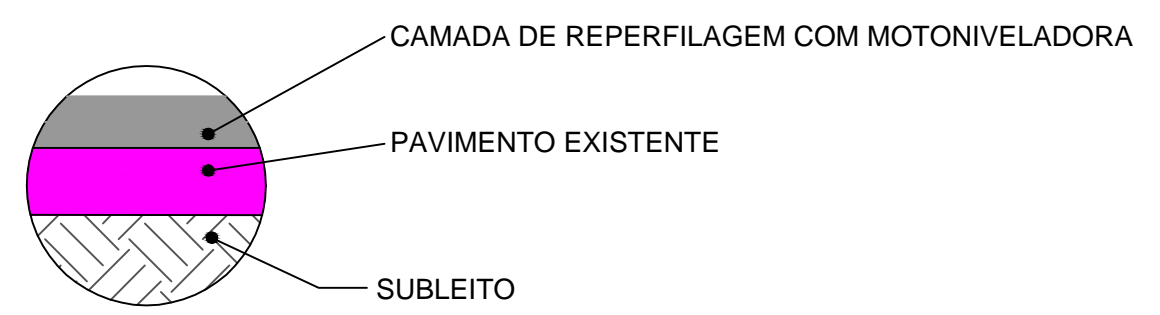 CAMADA DE REPERFILAGEM COM MOTONIVELADORA
PAVIMENTO EXISTENTE
SUBLEITO